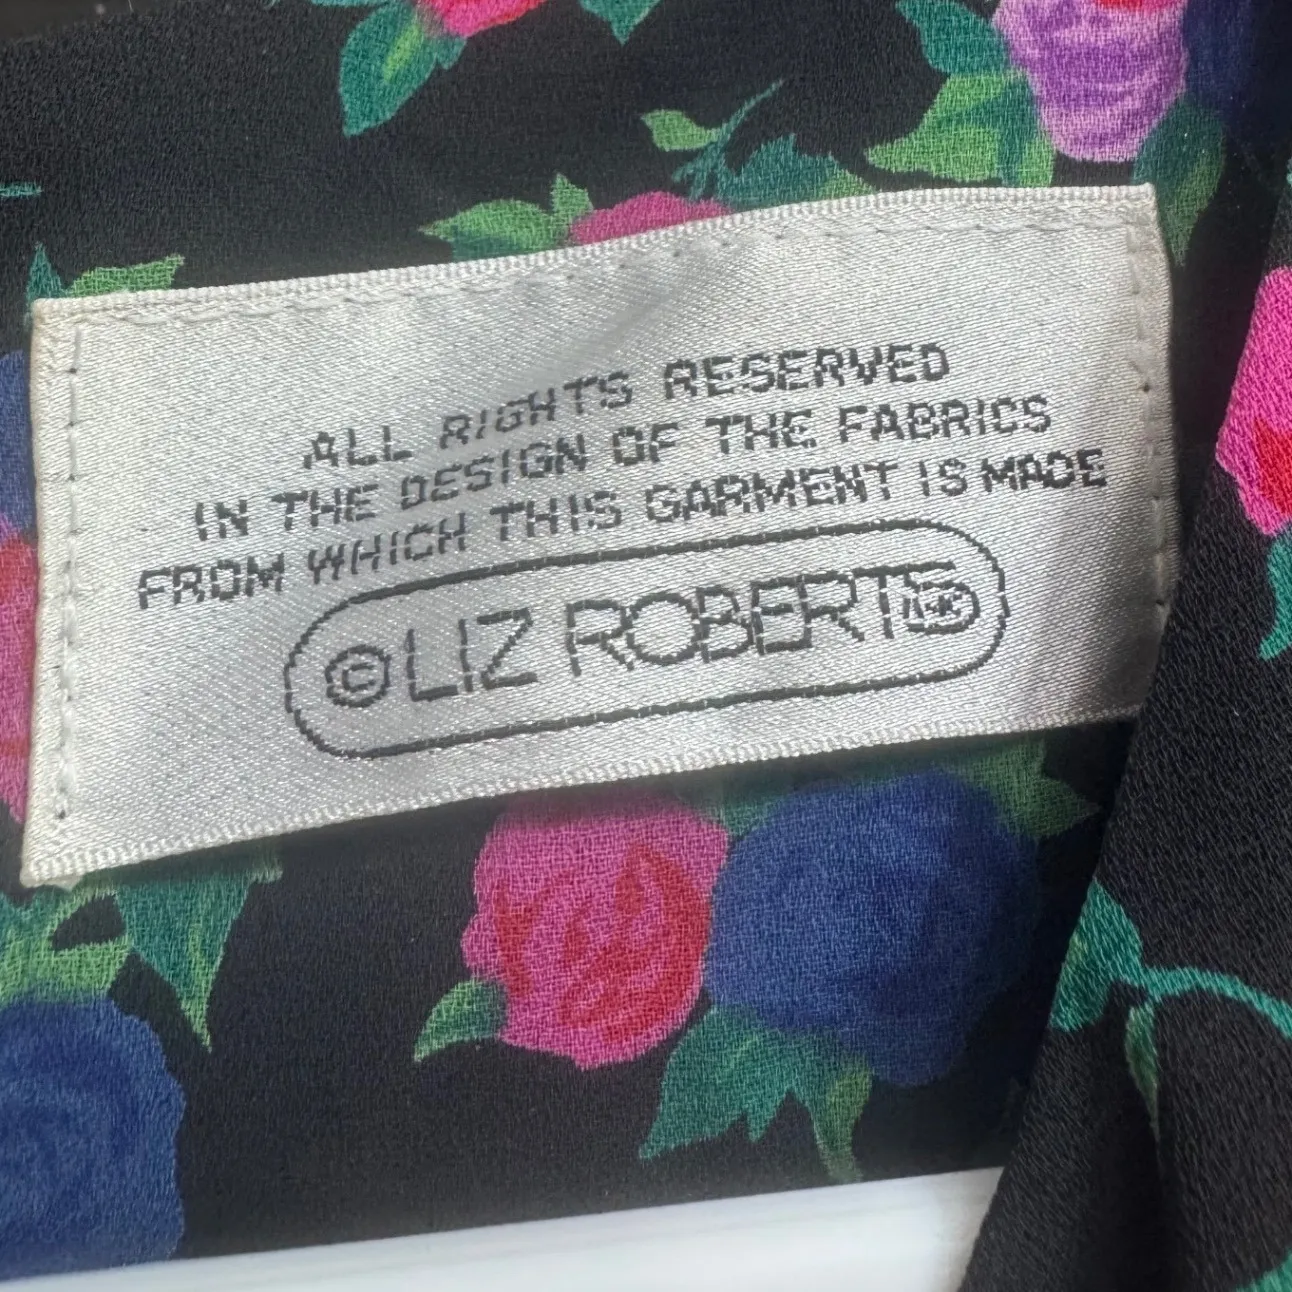 ALL RIGHTS RESERVED
IN THE DESIGN OF THE FABRICS
FROM WHICH THIS GARMENT IS MADE
© LIZ ROBERTS ®